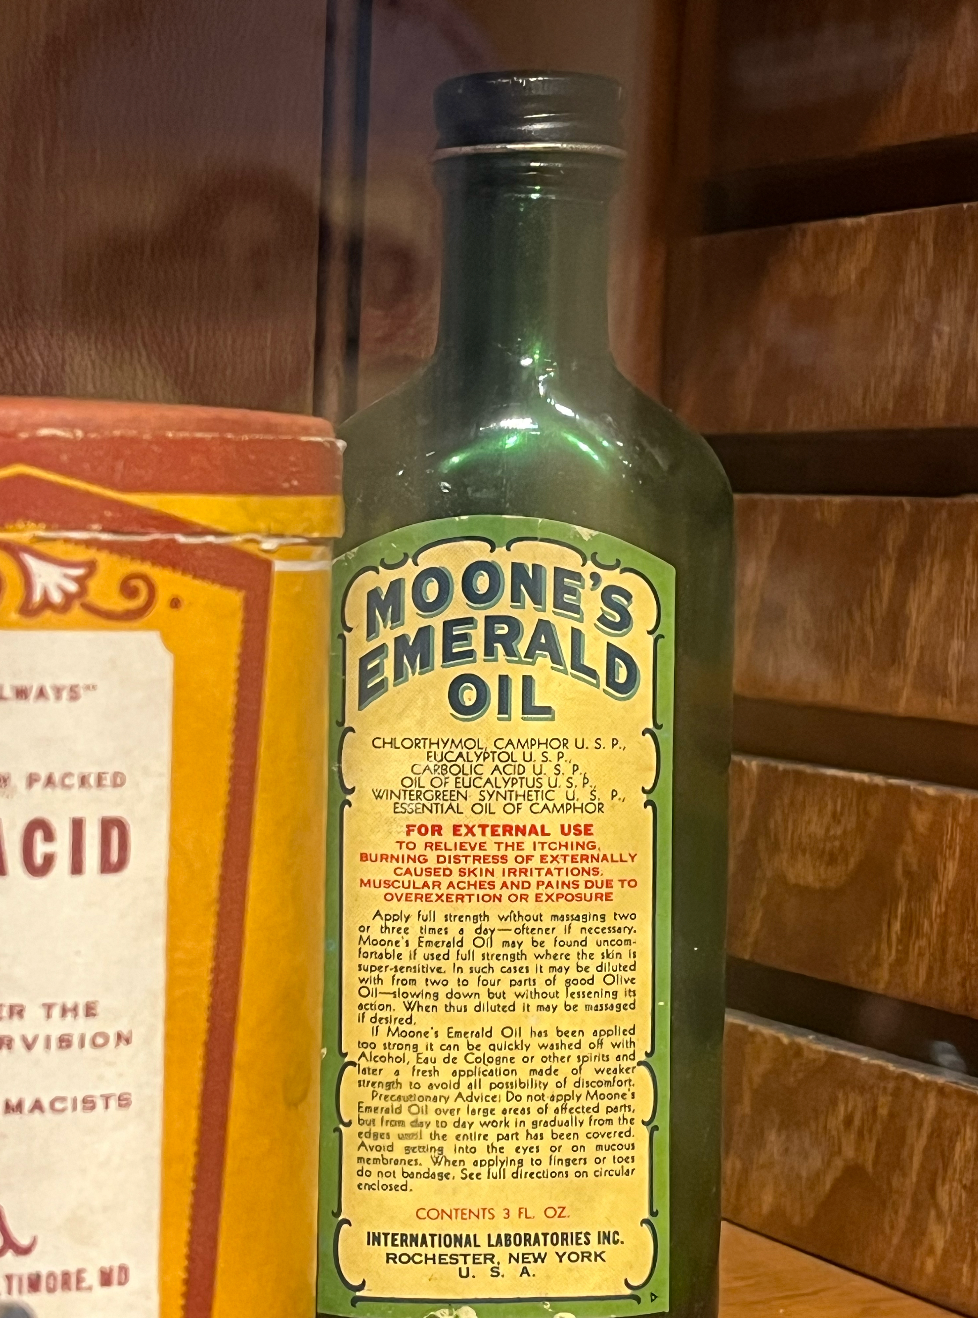 MOONE'S
EMERALD
OIL
CHLORTHYMOL, CAMPHOR U. S. P.,
EUCALYPTOL U. S. P.,
CARBOLIC ACID U. S. P.,
OIL OF EUCALYPTUS U. S. P.,
WINTERGREEN SYNTHETIC U. S. P.,
ESSENTIAL OIL OF CAMPHOR
FOR EXTERNAL USE
TO RELIEVE THE ITCHING,
BURNING DISTRESS OF EXTERNALLY
CAUSED SKIN IRRITATIONS.
MUSCULAR ACHES AND PAINS DUE TO
OVEREXERTION OR EXPOSURE
Apply full strength without massaging two
or three times a day—oftener if necessary.
Moone's Emerald Oil may be found uncom-
fortable if used full strength where the skin is
super-sensitive. In such cases it may be diluted
with from two to four parts of good Olive
Oil—slowing down but without lessening its
action. When thus diluted it may be massaged
if desired.
If Moone's Emerald Oil has been applied
too strong it can be quickly washed off with
Alcohol, Eau de Cologne or other spirits and
later a fresh application made of weaker
strength to avoid all possibility of discomfort.
Precautionary Advice: Do not apply Moone's
Emerald Oil over large areas of affected parts,
but from day to day work in gradually from the
edges until the entire part has been covered.
Avoid getting into the eyes or on mucous
membranes. When applying to fingers or toes
do not bandage. See full directions on circular
enclosed.
CONTENTS 3 FL. OZ.
INTERNATIONAL LABORATORIES INC.
ROCHESTER, NEW YORK
U. S. A.
LWAYS"
PACKED
ACID
ER THE
RVISION
MACISTS
TIMORE, MD